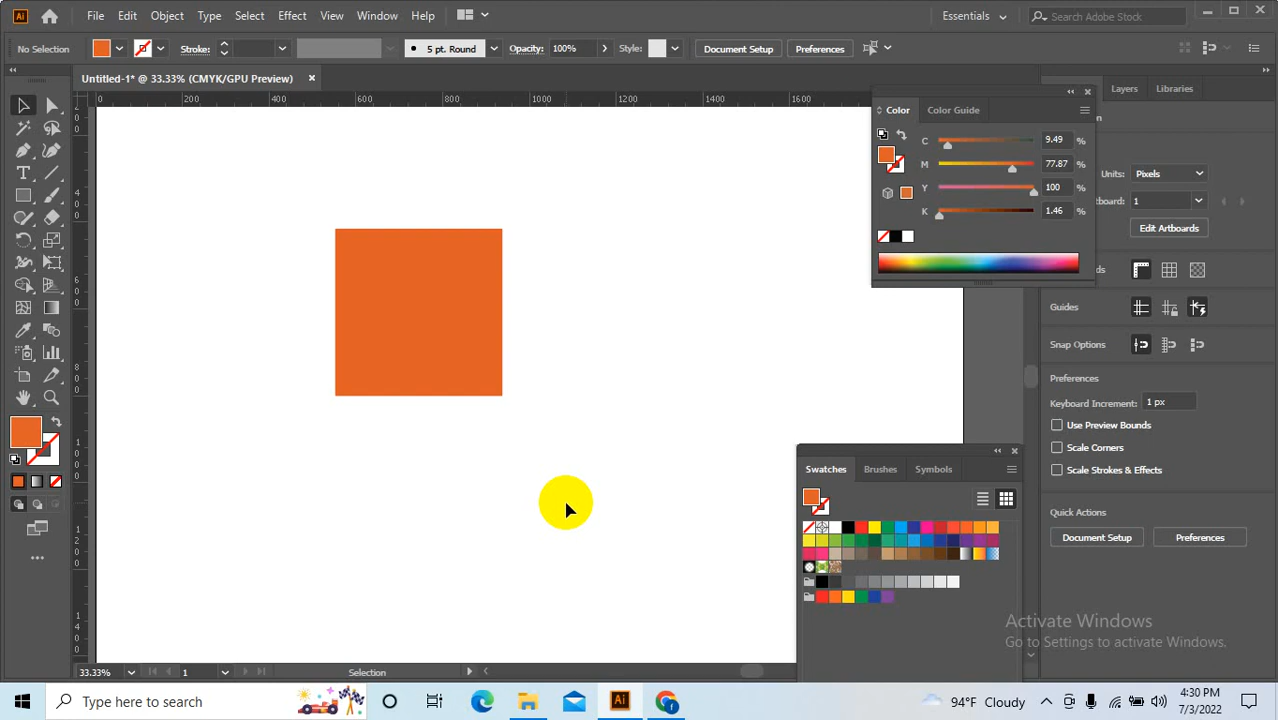 Ai File Edit Object Type Select Effect View Window Help Essentials Search Adobe Stock
No Selection Stroke: 5 pt. Round Opacity: 100% Style: Document Setup Preferences
Untitled-1* @ 33.33% (CMYK/GPU Preview)
Layers Libraries
0 200 400 600 800 1000 1200 1400 1600
Color Color Guide
C 9.49 %
M 77.87 %
Y 100 %
K 1.46 %
Units: Pixels
1
Edit Artboards
Guides
Snap Options
Preferences
Keyboard Increment: 1 px
Use Preview Bounds
Scale Corners
Scale Strokes & Effects
Quick Actions
Document Setup Preferences
Swatches Brushes Symbols
Activate Windows
Go to Settings to activate Windows.
33.33% 1 Selection
Type here to search
Ai
94°F Cloudy
4:30 PM
7/3/2022